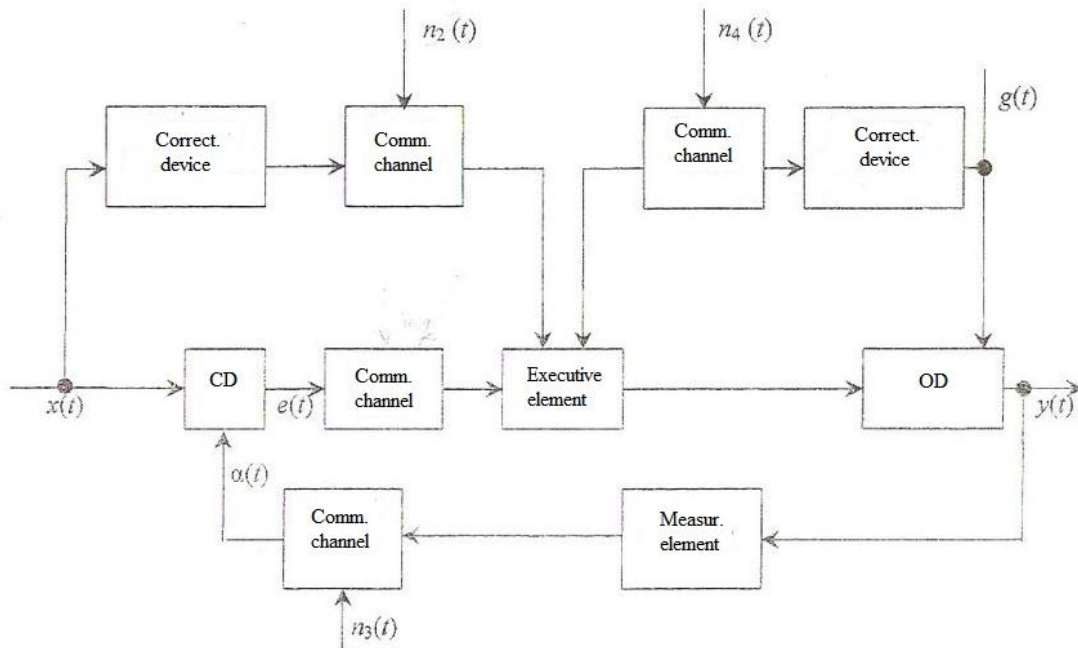 n₂ (t)
n₄ (t)
g(t)
Correct.
device
Comm.
channel
Comm.
channel
Correct.
device
CD
Comm.
channel
Executive
element
OD
x(t)
e(t)
y(t)
α(t)
Comm.
channel
Measur.
element
n₃(t)